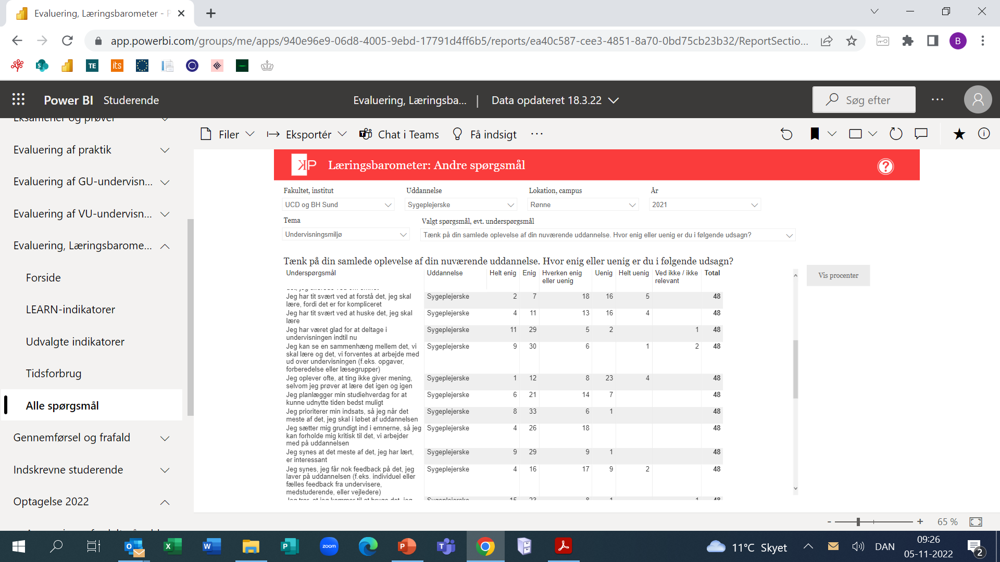 Evaluering, Læringsbarometer - P
app.powerbi.com/groups/me/apps/940e96e9-06d8-4005-9ebd-17791d4ff6b5/reports/ea40c587-cee3-4851-8a70-0bd75cb23b32/ReportSectio...
B
S
TE
its
Power BI Studerende
Evaluering, Læringsba... | Data opdateret 18.3.22
Søg efter
Eksamener og prøver
Evaluering af praktik
Evaluering af GU-undervisn...
Evaluering af VU-undervisn...
Evaluering, Læringsbarome...
Forside
LEARN-indikatorer
Udvalgte indikatorer
Tidsforbrug
Alle spørgsmål
Gennemførsel og frafald
Indskrevne studerende
Optagelse 2022
Filer Eksportér Chat i Teams Få indsigt
KP Læringsbarometer: Andre spørgsmål
Fakultet, institut Uddannelse Lokation, campus År
UCD og BH Sund Sygeplejerske Rønne 2021
Tema Valgt spørgsmål, evt. underspørgsmål
Undervisningsmiljø Tænk på din samlede oplevelse af din nuværende uddannelse. Hvor enig eller uenig er du i følgende udsagn?
Tænk på din samlede oplevelse af din nuværende uddannelse. Hvor enig eller uenig er du i følgende udsagn?
Vis procenter
Underspørgsmål Uddannelse Helt enig Enig Hverken enig Uenig Helt uenig Ved ikke / ikke Total
eller uenig relevant
Jeg har tit svært ved at forstå det, jeg skal Sygeplejerske 2 7 18 16 5 48
lære, fordi det er for kompliceret
Jeg har tit svært ved at huske det, jeg skal Sygeplejerske 4 11 13 16 4 48
lære
Jeg har været glad for at deltage i Sygeplejerske 11 29 5 2 1 48
undervisningen indtil nu
Jeg kan se en sammenhæng mellem det, vi Sygeplejerske 9 30 6 1 2 48
skal lære og det, vi forventes at arbejde med
ud over undervisningen (f.eks. opgaver,
forberedelse eller læsegrupper)
Jeg oplever ofte, at ting ikke giver mening, Sygeplejerske 1 12 8 23 4 48
selvom jeg prøver at lære det igen og igen
Jeg planlægger min studiehverdag for at Sygeplejerske 6 21 14 7 48
kunne udnytte tiden bedst muligt
Jeg prioriterer min indsats, så jeg når det Sygeplejerske 8 33 6 1 48
meste af det, jeg skal i løbet af uddannelsen
Jeg sætter mig grundigt ind i emnerne, så jeg Sygeplejerske 4 26 18 48
kan forholde mig kritisk til det, vi arbejder
med på uddannelsen
Jeg synes at det meste af det, jeg har lært, Sygeplejerske 9 29 9 1 48
er interessant
Jeg synes, jeg får nok feedback på det, jeg Sygeplejerske 4 16 17 9 2 48
laver på uddannelsen (f.eks. individuel eller
fælles feedback fra undervisere,
medstuderende, eller vejledere)
- + 65 %
zoom
11°C Skyet
DAN
09:26
05-11-2022
2